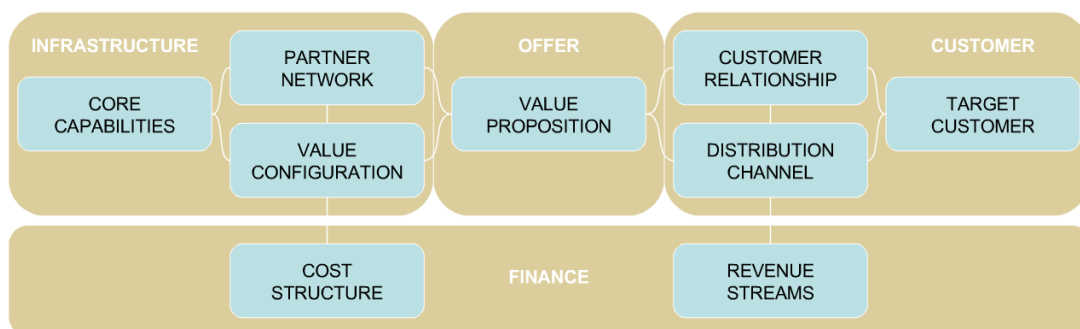 INFRASTRUCTURE
CORE
CAPABILITIES
PARTNER
NETWORK
VALUE
CONFIGURATION
OFFER
VALUE
PROPOSITION
CUSTOMER
CUSTOMER
RELATIONSHIP
DISTRIBUTION
CHANNEL
TARGET
CUSTOMER
FINANCE
COST
STRUCTURE
REVENUE
STREAMS